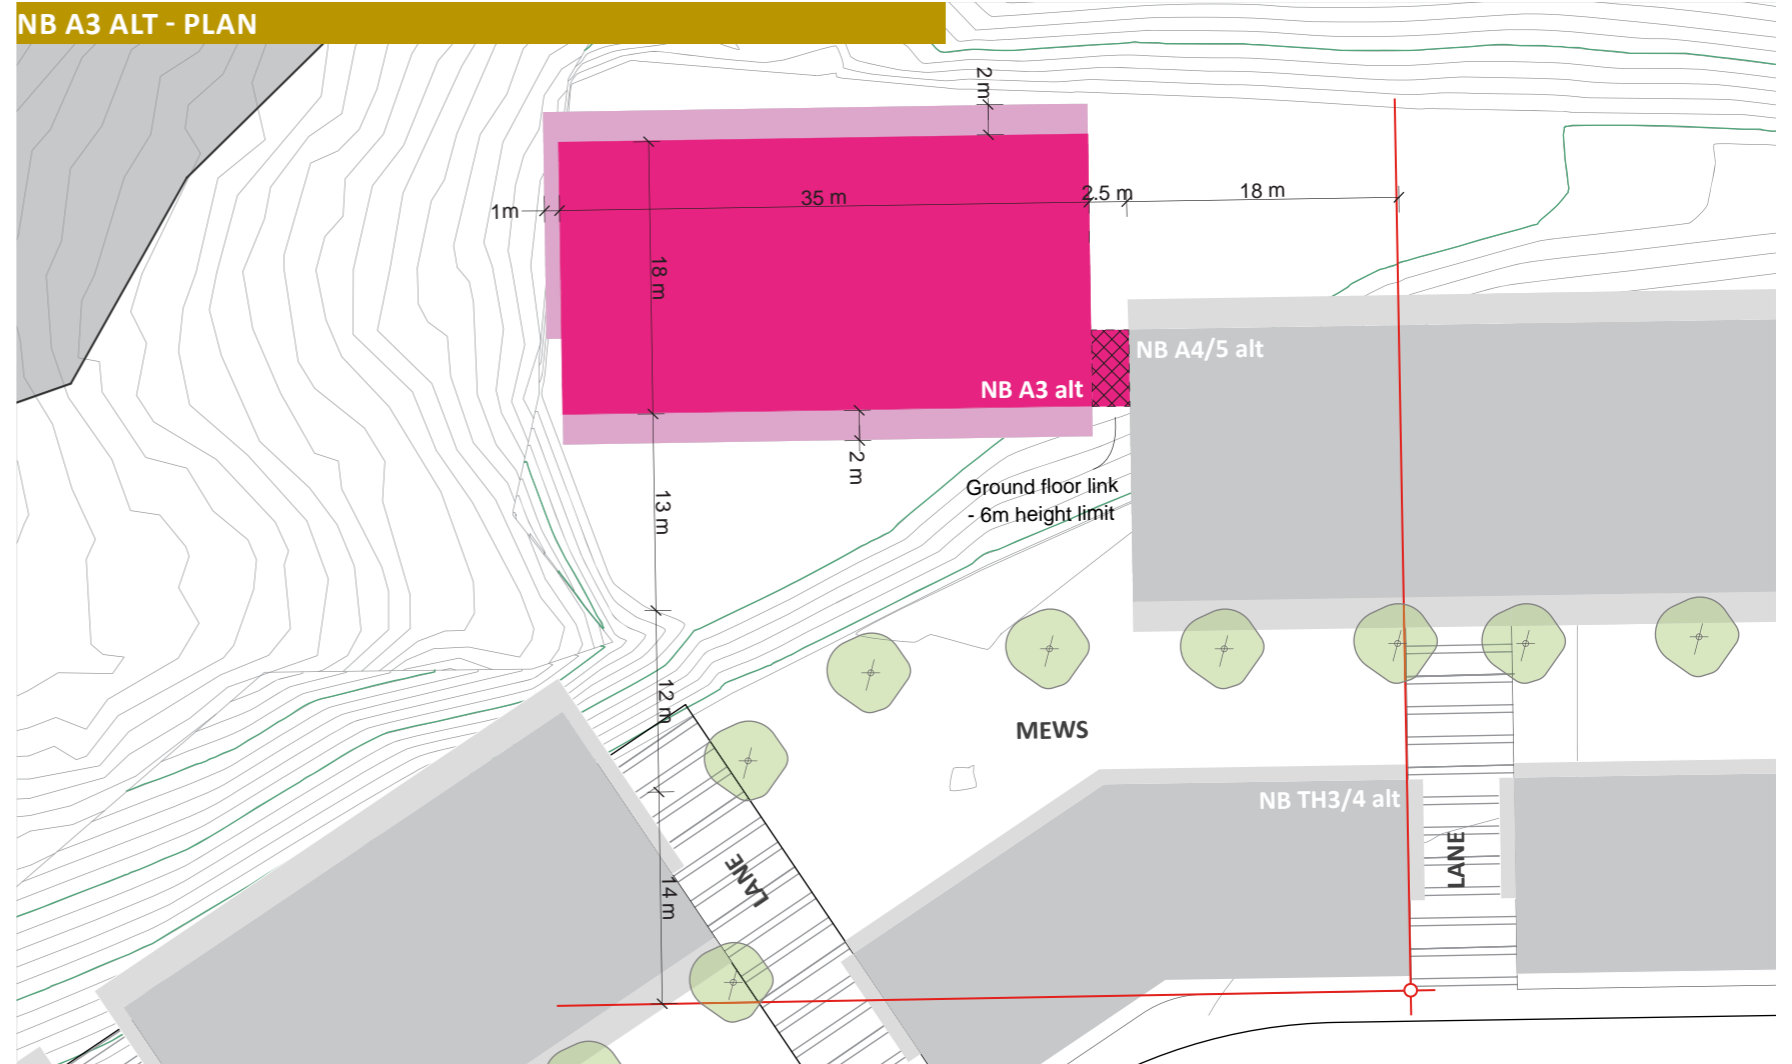 NB A3 ALT - PLAN
2 m
1m
35 m
2.5 m
18 m
18 m
NB A4/5 alt
NB A3 alt
2 m
Ground floor link
- 6m height limit
13 m
12 m
MEWS
NB TH3/4 alt
LANE
LANE
14 m